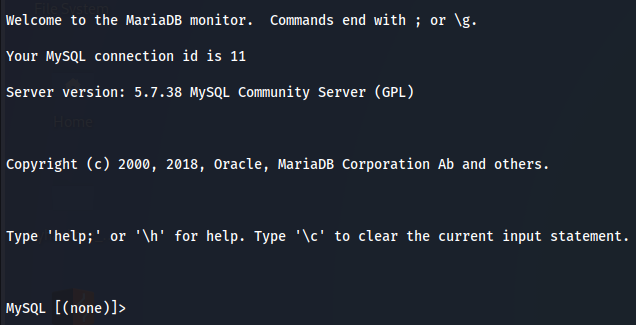 File System
Welcome to the MariaDB monitor.  Commands end with ; or \g.
Your MySQL connection id is 11
Server version: 5.7.38 MySQL Community Server (GPL)
Home
Copyright (c) 2000, 2018, Oracle, MariaDB Corporation Ab and others.
Type 'help;' or '\h' for help. Type '\c' to clear the current input statement.
MySQL [(none)]>